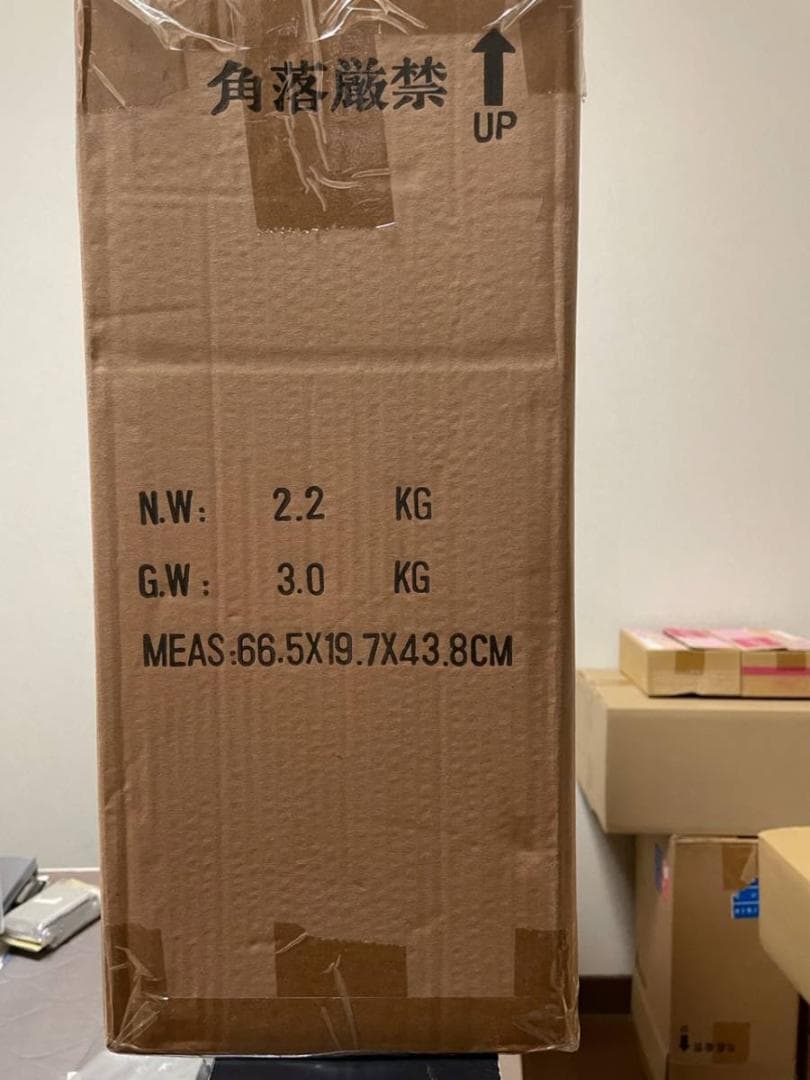 角落厳禁 UP
N.W: 2.2 KG
G.W: 3.0 KG
MEAS:66.5X19.7X43.8CM